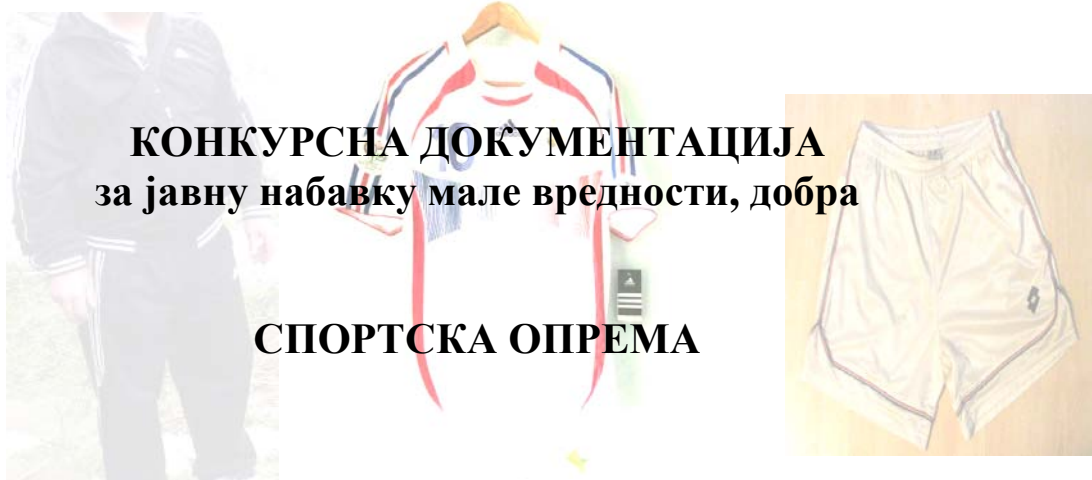 КОНКУРСНА ДОКУМЕНТАЦИЈА
за јавну набавку мале вредности, добра
СПОРТСКА ОПРЕМА